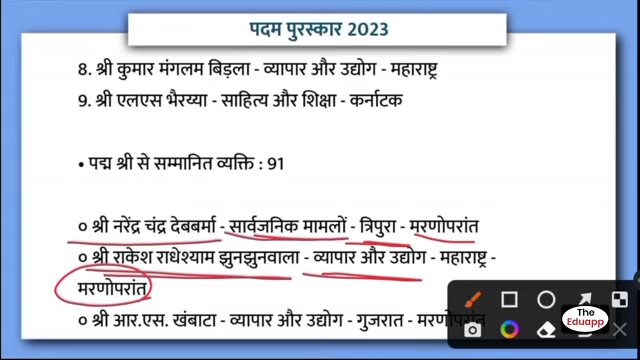 पदम पुरस्कार 2023
8. श्री कुमार मंगलम बिड़ला - व्यापार और उद्योग - महाराष्ट्र
9. श्री एलएस भैरय्या - साहित्य और शिक्षा - कर्नाटक
• पद्म श्री से सम्मानित व्यक्ति : 91
o श्री नरेंद्र चंद्र देबबर्मा - सार्वजनिक मामलों - त्रिपुरा - मरणोपरांत
o श्री राकेश राधेश्याम झुनझुनवाला - व्यापार और उद्योग - महाराष्ट्र -
मरणोपरांत
o श्री आर.एस. खंबाटा - व्यापार और उद्योग - गुजरात - मरणोपरांत
The
Eduapp